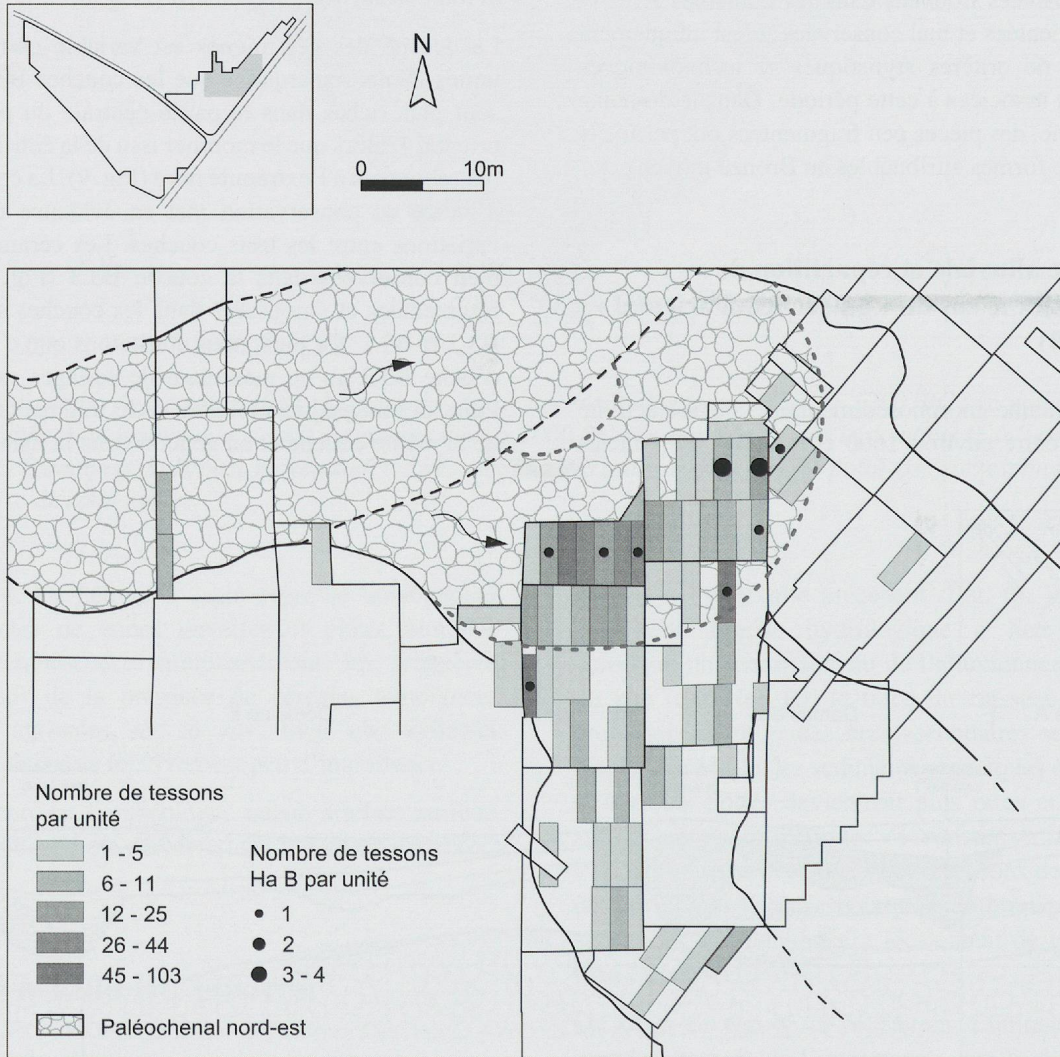 N
0
10m
Nombre de tessons
par unité
1 - 5
6 - 11
12 - 25
26 - 44
45 - 103
Nombre de tessons
Ha B par unité
1
2
3 - 4
Paléochenal nord-est